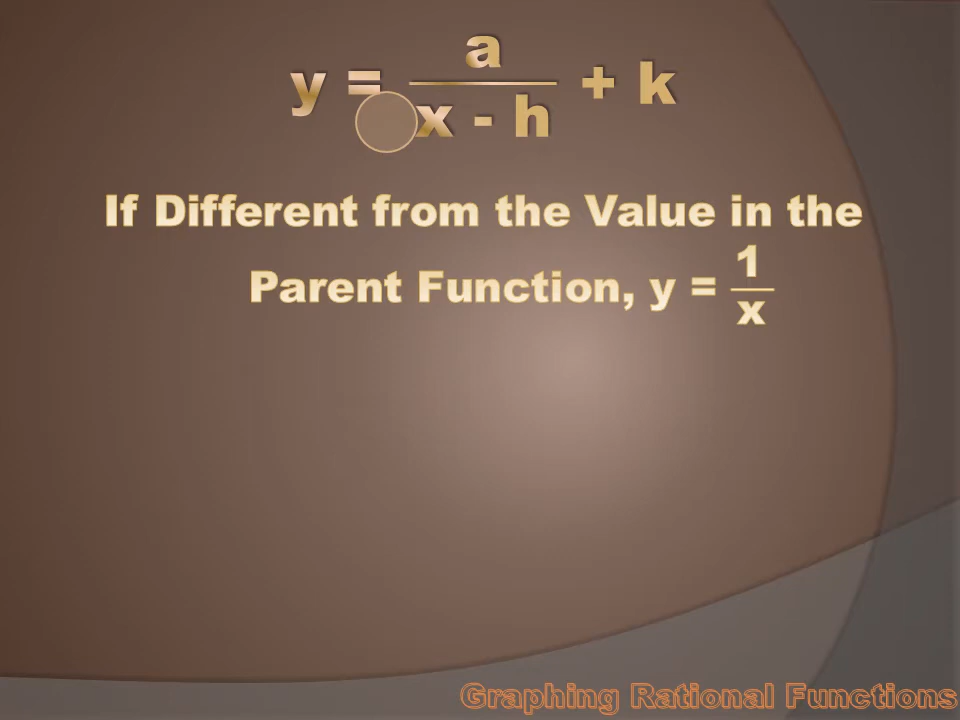 y = a / x - h + k
If Different from the Value in the
Parent Function, y = 1 / x
Graphing Rational Functions